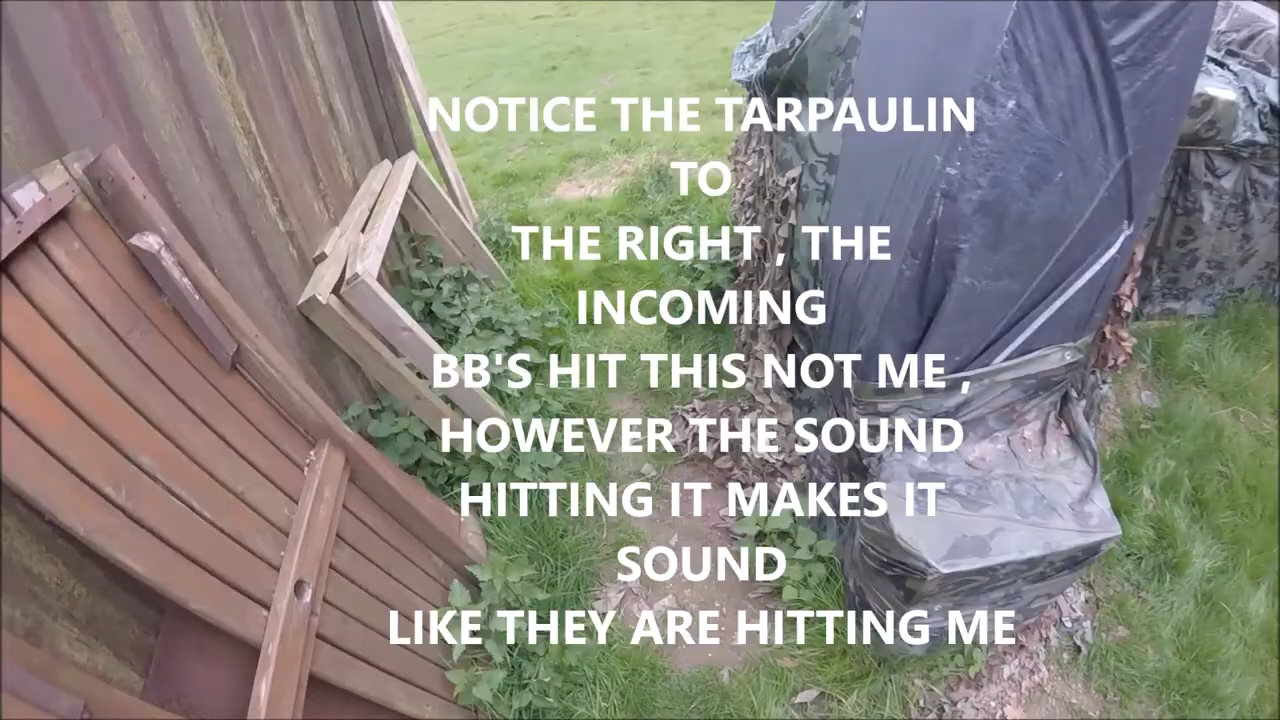 NOTICE THE TARPAULIN
TO
THE RIGHT , THE
INCOMING
BB'S HIT THIS NOT ME ,
HOWEVER THE SOUND
HITTING IT MAKES IT
SOUND
LIKE THEY ARE HITTING ME